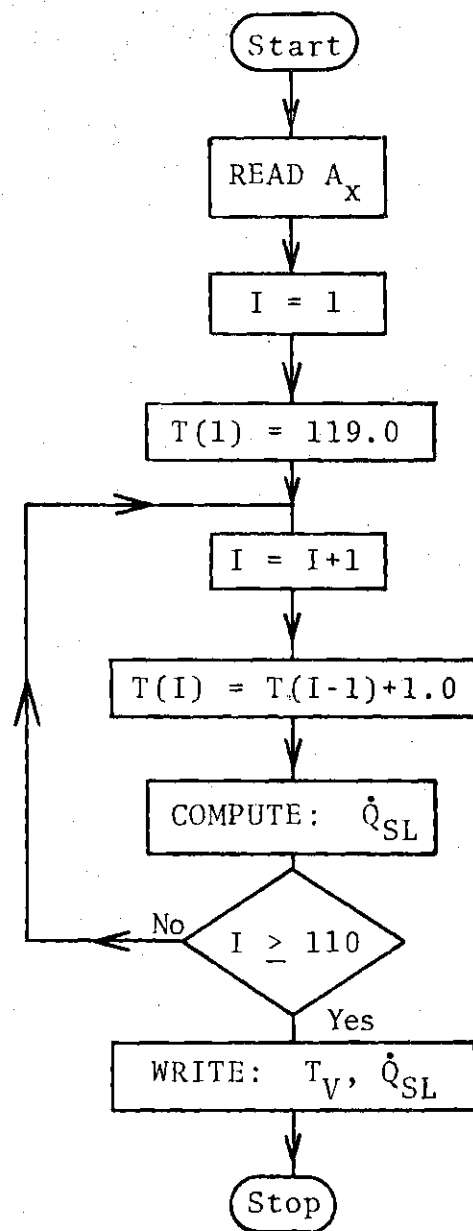 Start
READ Aₓ
I = 1
T(1) = 119.0
I = I+1
T(I) = T(I-1)+1.0
COMPUTE: Q̇_SL
No
I ≥ 110
Yes
WRITE: T_V, Q̇_SL
Stop